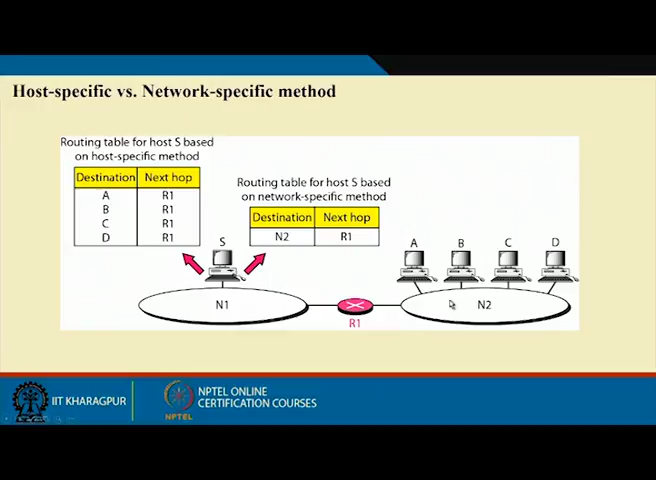 Host-specific vs. Network-specific method
Routing table for host S based
on host-specific method
Destination Next hop
A R1
B R1
C R1
D R1
Routing table for host S based
on network-specific method
Destination Next hop
N2 R1
S
A B C D
N1
R1
N2
IIT KHARAGPUR
NPTEL
NPTEL ONLINE
CERTIFICATION COURSES